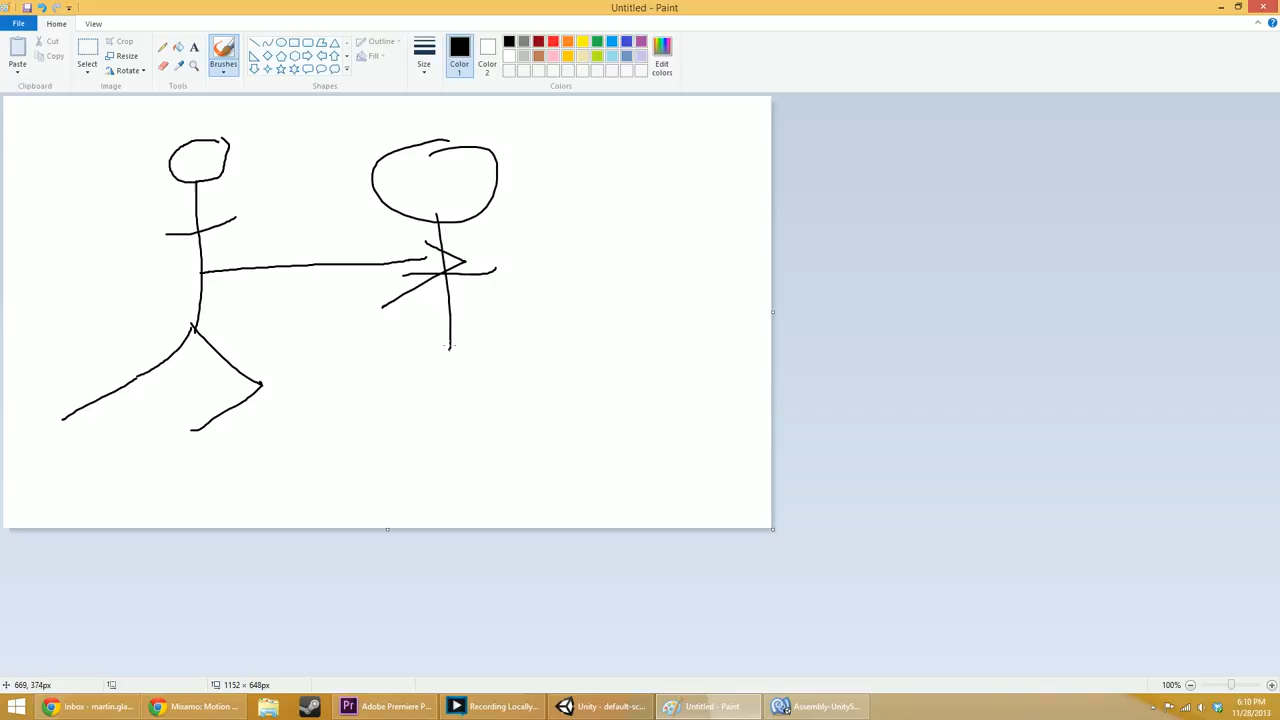 Untitled - Paint
File Home View
Paste
Cut
Copy
Clipboard
Select
Crop
Resize
Rotate
Image
Tools
Brushes
Shapes
Outline
Fill
Size
Color 1
Color 2
Edit colors
Colors
669, 374px
1152 × 648px
100%
Inbox - martin.gla...
Mixamo: Motion ...
Adobe Premiere P...
Recording Locally...
Unity - default-sc...
Untitled - Paint
Assembly-UnityS...
6:10 PM
11/28/2013